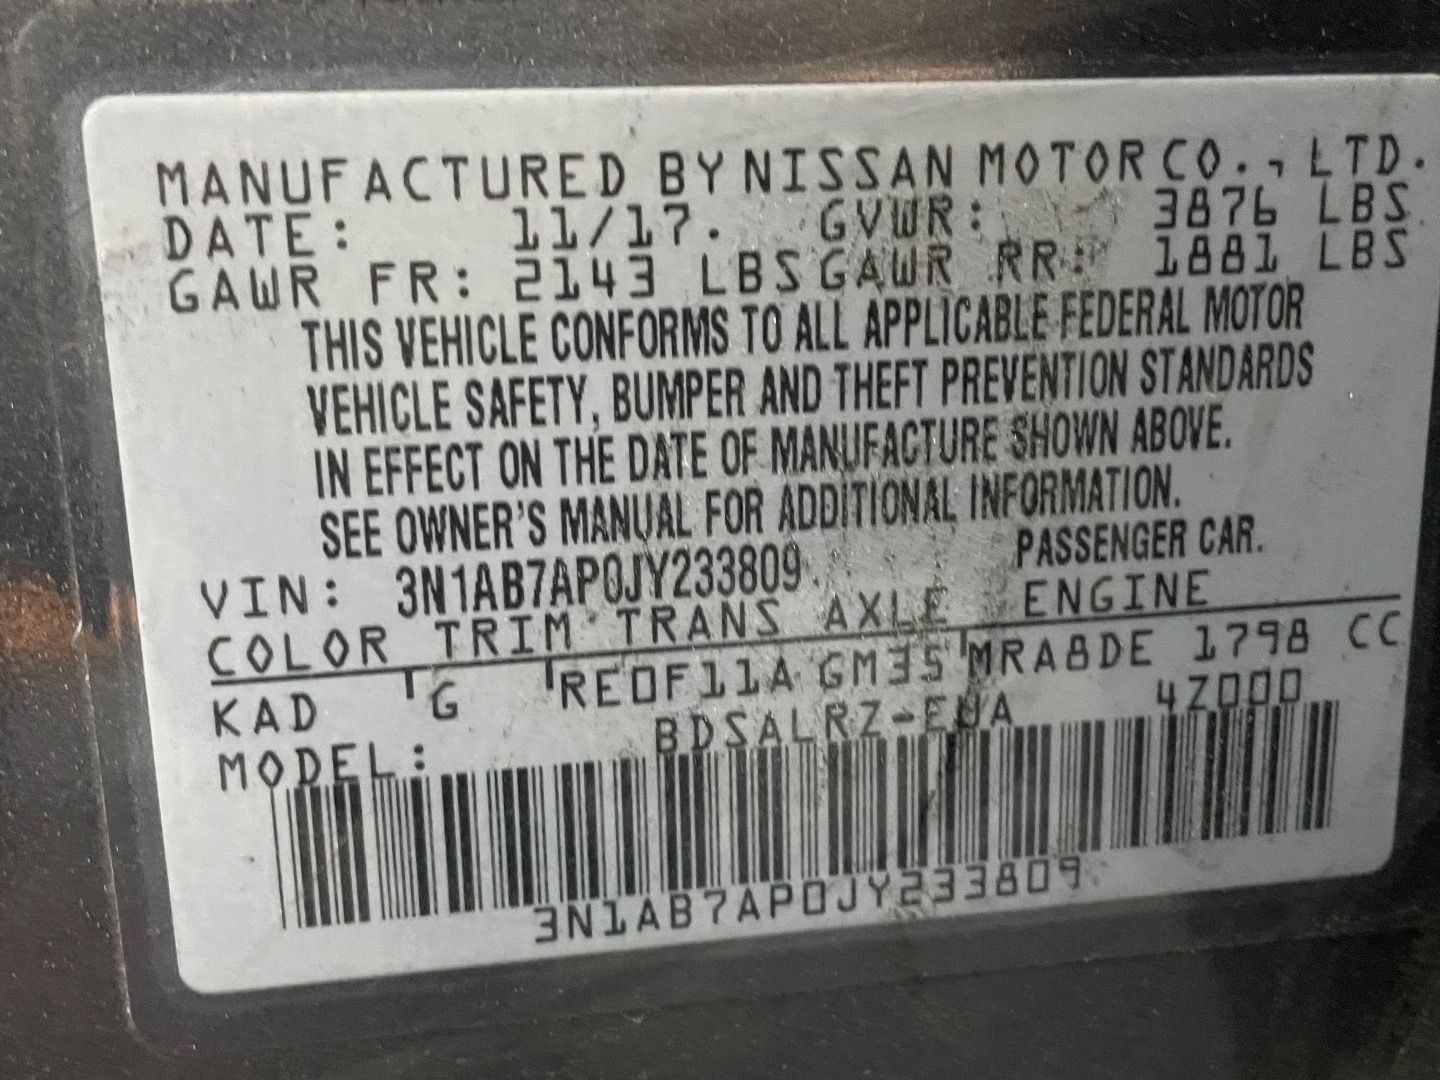 MANUFACTURED BY NISSAN MOTOR CO., LTD.
DATE: 11/17. GVWR: 3876 LBS
GAWR FR: 2143 LBS GAWR RR: 1881 LBS
THIS VEHICLE CONFORMS TO ALL APPLICABLE FEDERAL MOTOR
VEHICLE SAFETY, BUMPER AND THEFT PREVENTION STANDARDS
IN EFFECT ON THE DATE OF MANUFACTURE SHOWN ABOVE.
SEE OWNER'S MANUAL FOR ADDITIONAL INFORMATION.
VIN: 3N1AB7AP0JY233809 PASSENGER CAR.
COLOR TRIM TRANS AXLE ENGINE
KAD G RE0F11A GM35 MRA8DE 1798 CC
MODEL: BDSALRZ-EUA 4Z000
3N1AB7AP0JY233809